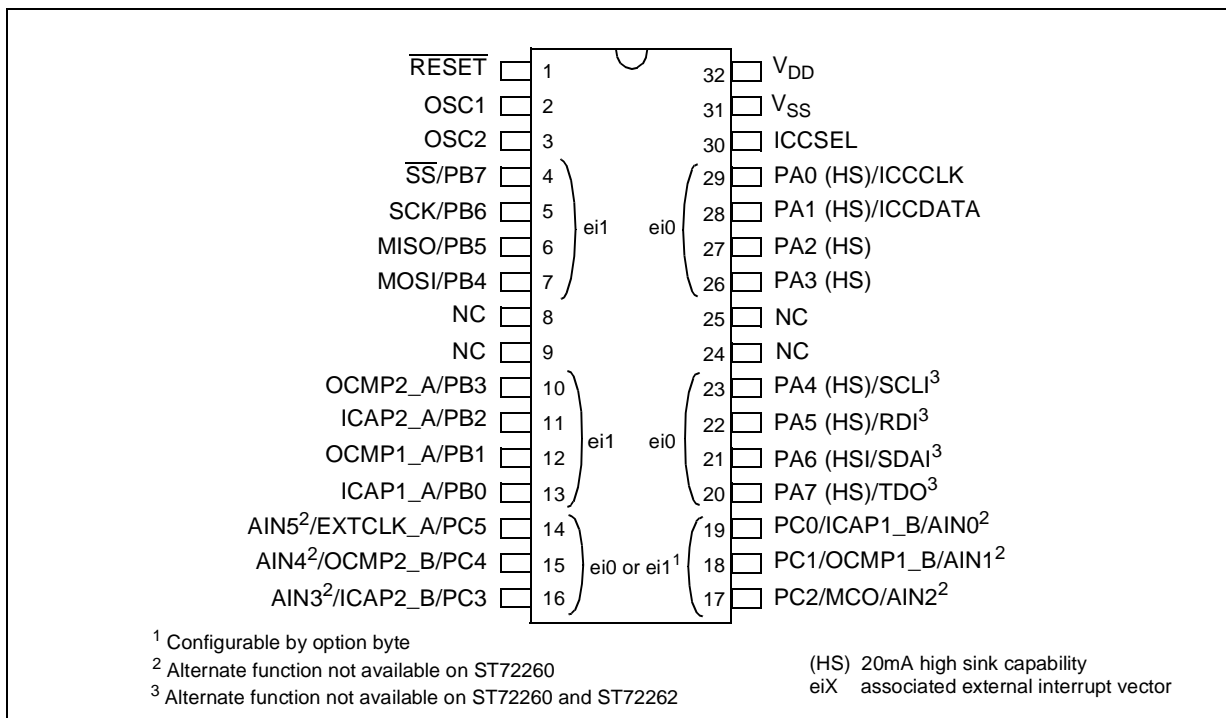 RESET 1 32 VDD
OSC1 2 31 VSS
OSC2 3 30 ICCSEL
SS/PB7 4 29 PA0 (HS)/ICCCLK
SCK/PB6 5 28 PA1 (HS)/ICCDATA
ei1 ei0
MISO/PB5 6 27 PA2 (HS)
MOSI/PB4 7 26 PA3 (HS)
NC 8 25 NC
NC 9 24 NC
OCMP2_A/PB3 10 23 PA4 (HS)/SCLI3
ICAP2_A/PB2 11 22 PA5 (HS)/RDI3
ei1 ei0
OCMP1_A/PB1 12 21 PA6 (HSI/SDAI3
ICAP1_A/PB0 13 20 PA7 (HS)/TDO3
AIN52/EXTCLK_A/PC5 14 19 PC0/ICAP1_B/AIN02
AIN42/OCMP2_B/PC4 15 ei0 or ei11 18 PC1/OCMP1_B/AIN12
AIN32/ICAP2_B/PC3 16 17 PC2/MCO/AIN22
1 Configurable by option byte
2 Alternate function not available on ST72260
3 Alternate function not available on ST72260 and ST72262
(HS) 20mA high sink capability
eiX associated external interrupt vector